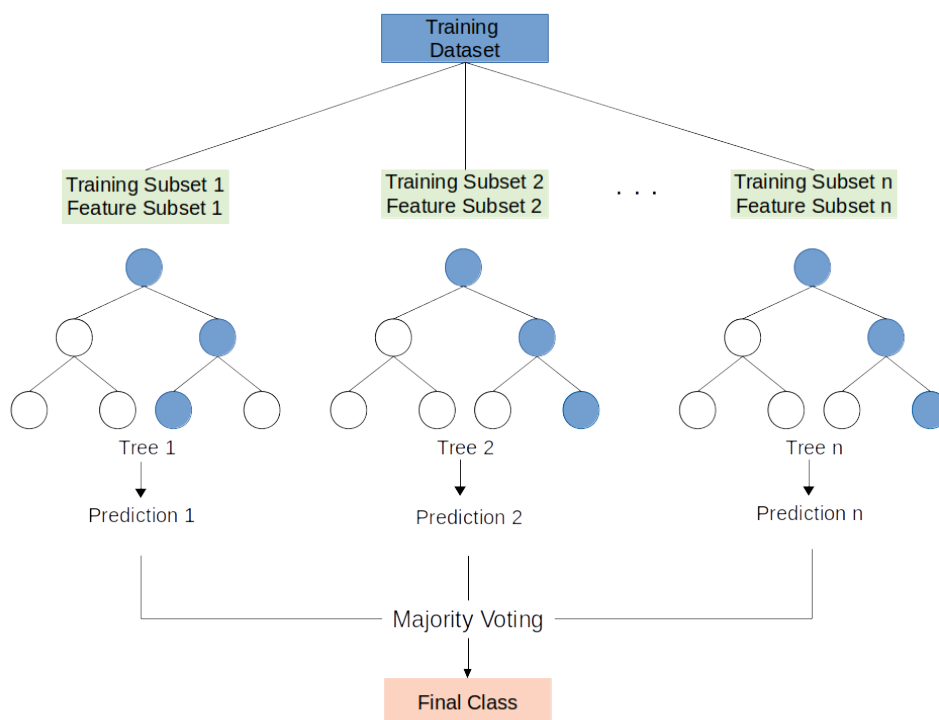 Training
Dataset
Training Subset 1
Feature Subset 1
Training Subset 2
Feature Subset 2
. . .
Training Subset n
Feature Subset n
Tree 1
Tree 2
Tree n
Prediction 1
Prediction 2
Prediction n
Majority Voting
Final Class